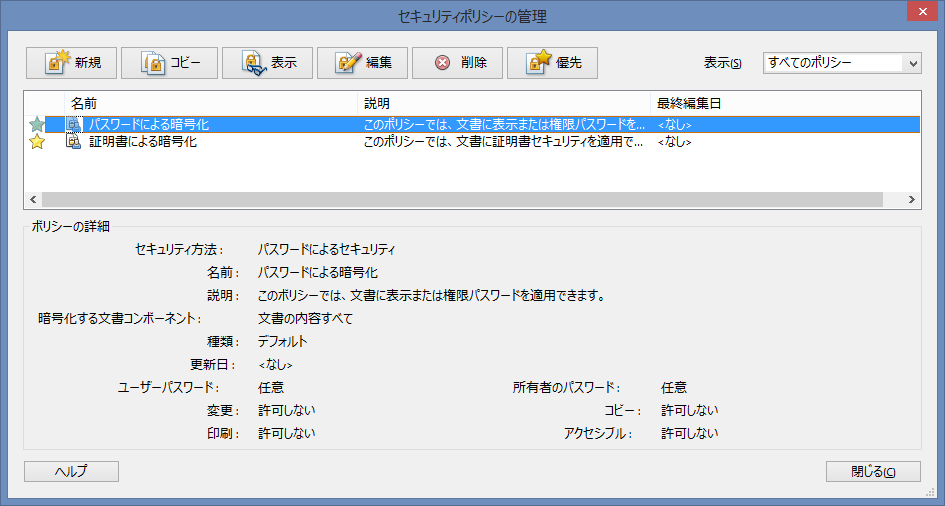 セキュリティポリシーの管理
新規 コピー 表示 編集 削除 優先 表示(S) すべてのポリシー
名前 説明 最終編集日
パスワードによる暗号化 このポリシーでは、文書に表示または権限パスワードを... <なし>
証明書による暗号化 このポリシーでは、文書に証明書セキュリティを適用で... <なし>
ポリシーの詳細
セキュリティ方法： パスワードによるセキュリティ
名前： パスワードによる暗号化
説明： このポリシーでは、文書に表示または権限パスワードを適用できます。
暗号化する文書コンポーネント： 文書の内容すべて
種類： デフォルト
更新日： <なし>
ユーザーパスワード： 任意 所有者のパスワード： 任意
変更： 許可しない コピー： 許可しない
印刷： 許可しない アクセシブル： 許可しない
ヘルプ 閉じる(C)